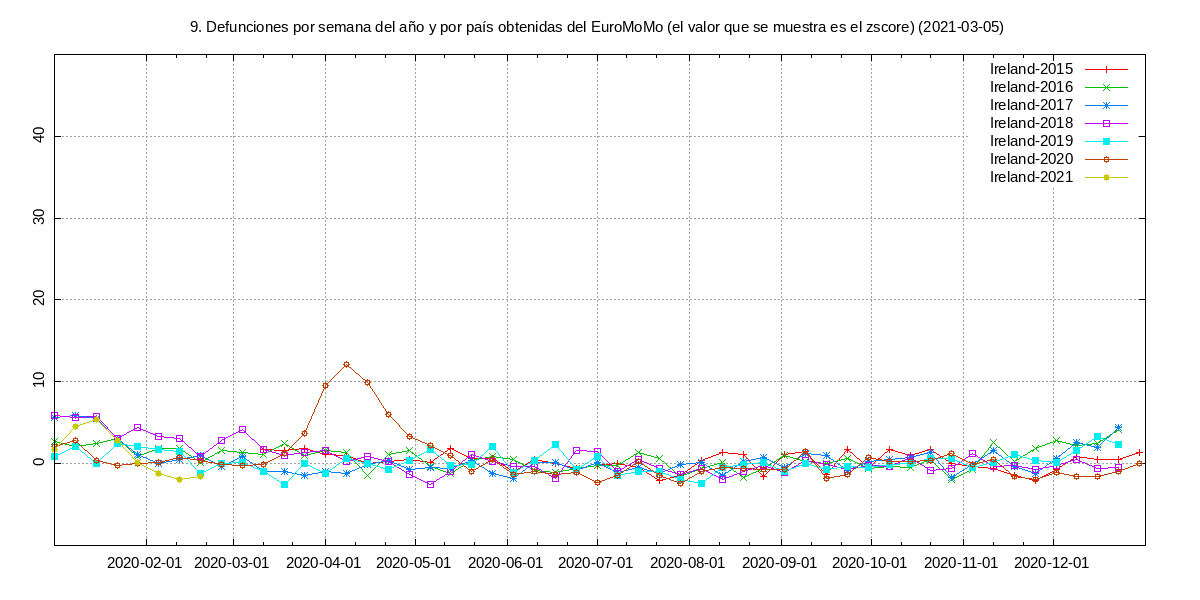 9. Defunciones por semana del año y por país obtenidas del EuroMoMo (el valor que se muestra es el zscore) (2021-03-05)
Ireland-2015
Ireland-2016
Ireland-2017
Ireland-2018
Ireland-2019
Ireland-2020
Ireland-2021
40
30
20
10
0
2020-02-01 2020-03-01 2020-04-01 2020-05-01 2020-06-01 2020-07-01 2020-08-01 2020-09-01 2020-10-01 2020-11-01 2020-12-01